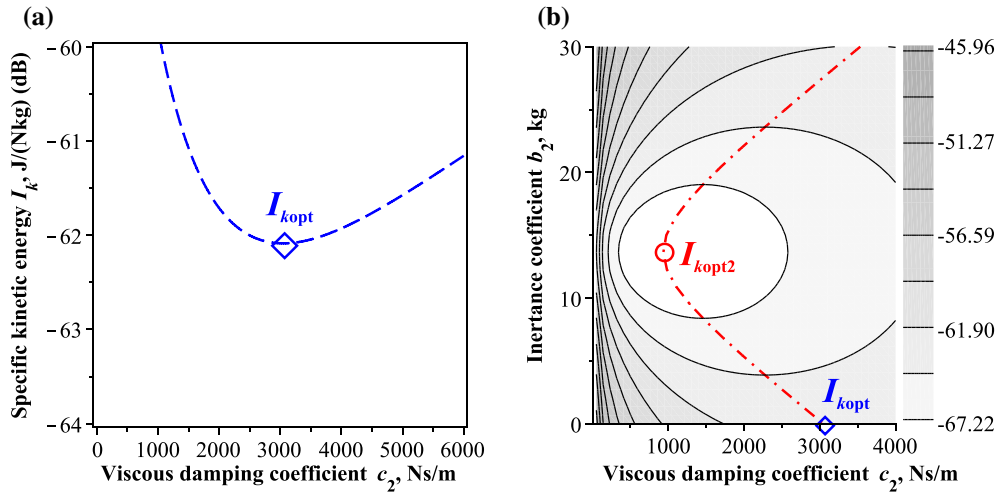 (a)
Specific kinetic energy I_k, J/(Nkg) (dB)
−60
−61
−62
−63
−64
I_kopt
0 1000 2000 3000 4000 5000 6000
Viscous damping coefficient c_2, Ns/m
(b)
Inertance coefficient b_2, kg
30
20
10
0
I_kopt2
I_kopt
1000 2000 3000 4000
Viscous damping coefficient c_2, Ns/m
-45.96
-51.27
-56.59
-61.90
-67.22